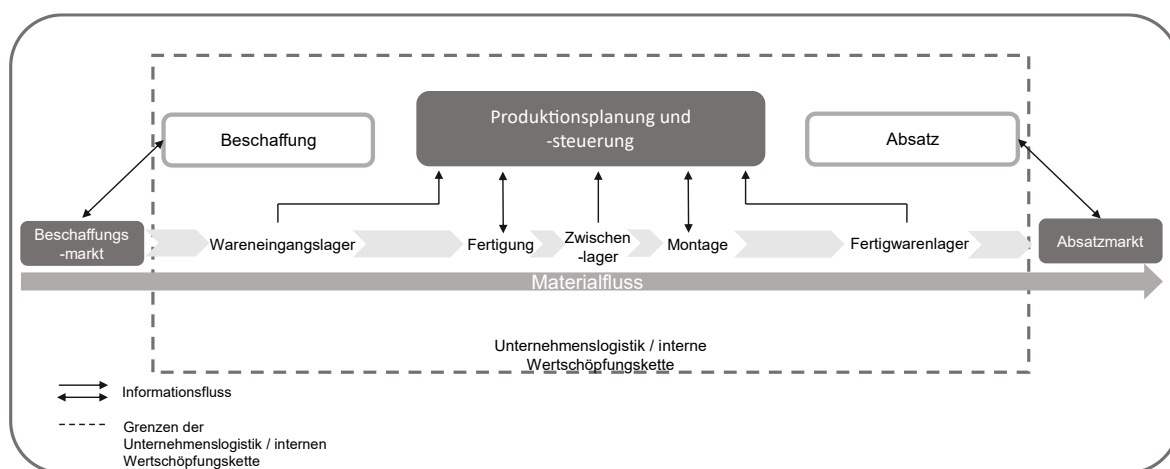 Produktionsplanung und
-steuerung
Beschaffung
Absatz
Beschaffungs
-markt
Wareneingangslager
Fertigung
Zwischen
-lager
Montage
Fertigwarenlager
Absatzmarkt
Materialfluss
Unternehmenslogistik / interne
Wertschöpfungskette
Informationsfluss
Grenzen der
Unternehmenslogistik / internen
Wertschöpfungskette